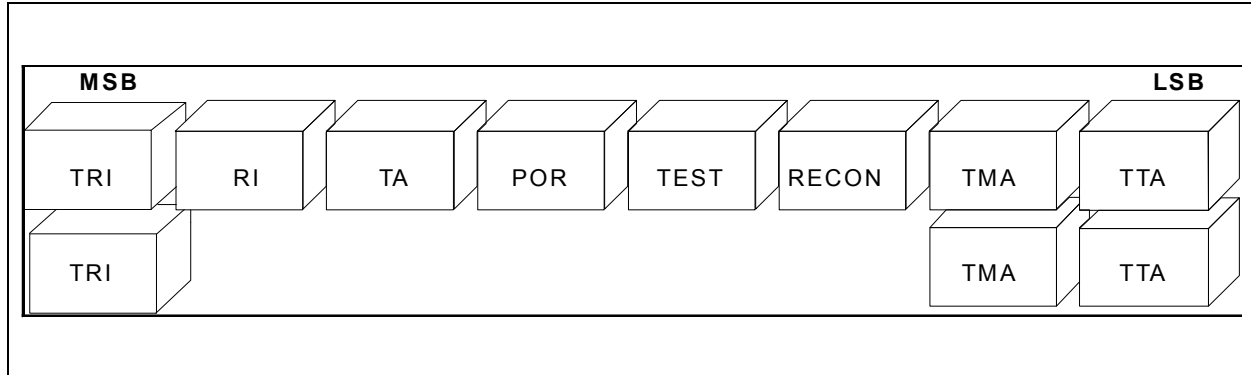 MSB LSB
TRI RI TA POR TEST RECON TMA TTA
TRI TMA TTA